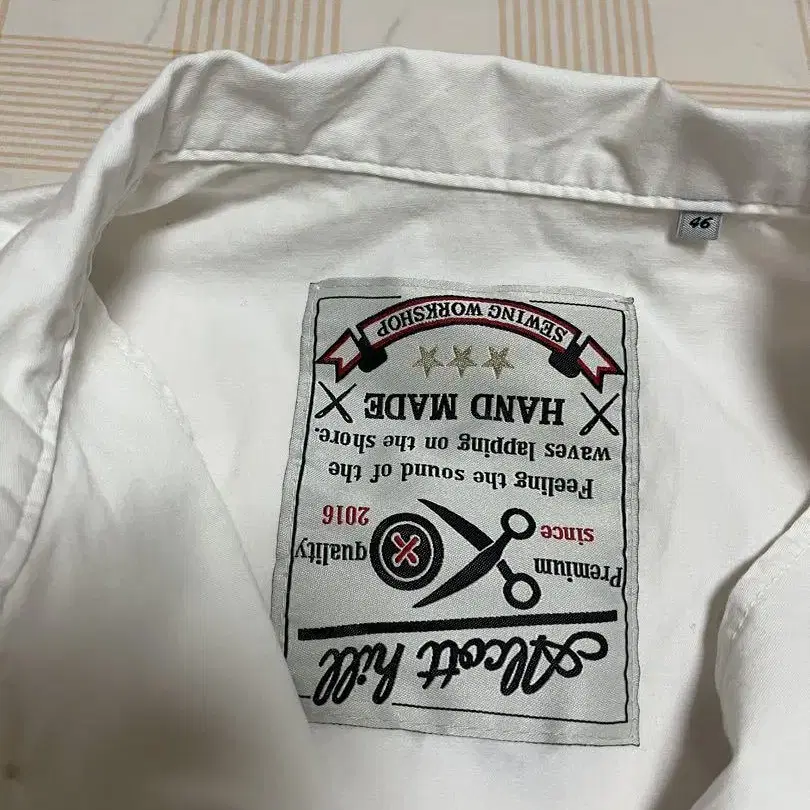 46
Alcott hill
Premium quality
since 2016
Feeling the sound of the
waves lapping on the shore.
HAND MADE
SEWING WORKSHOP